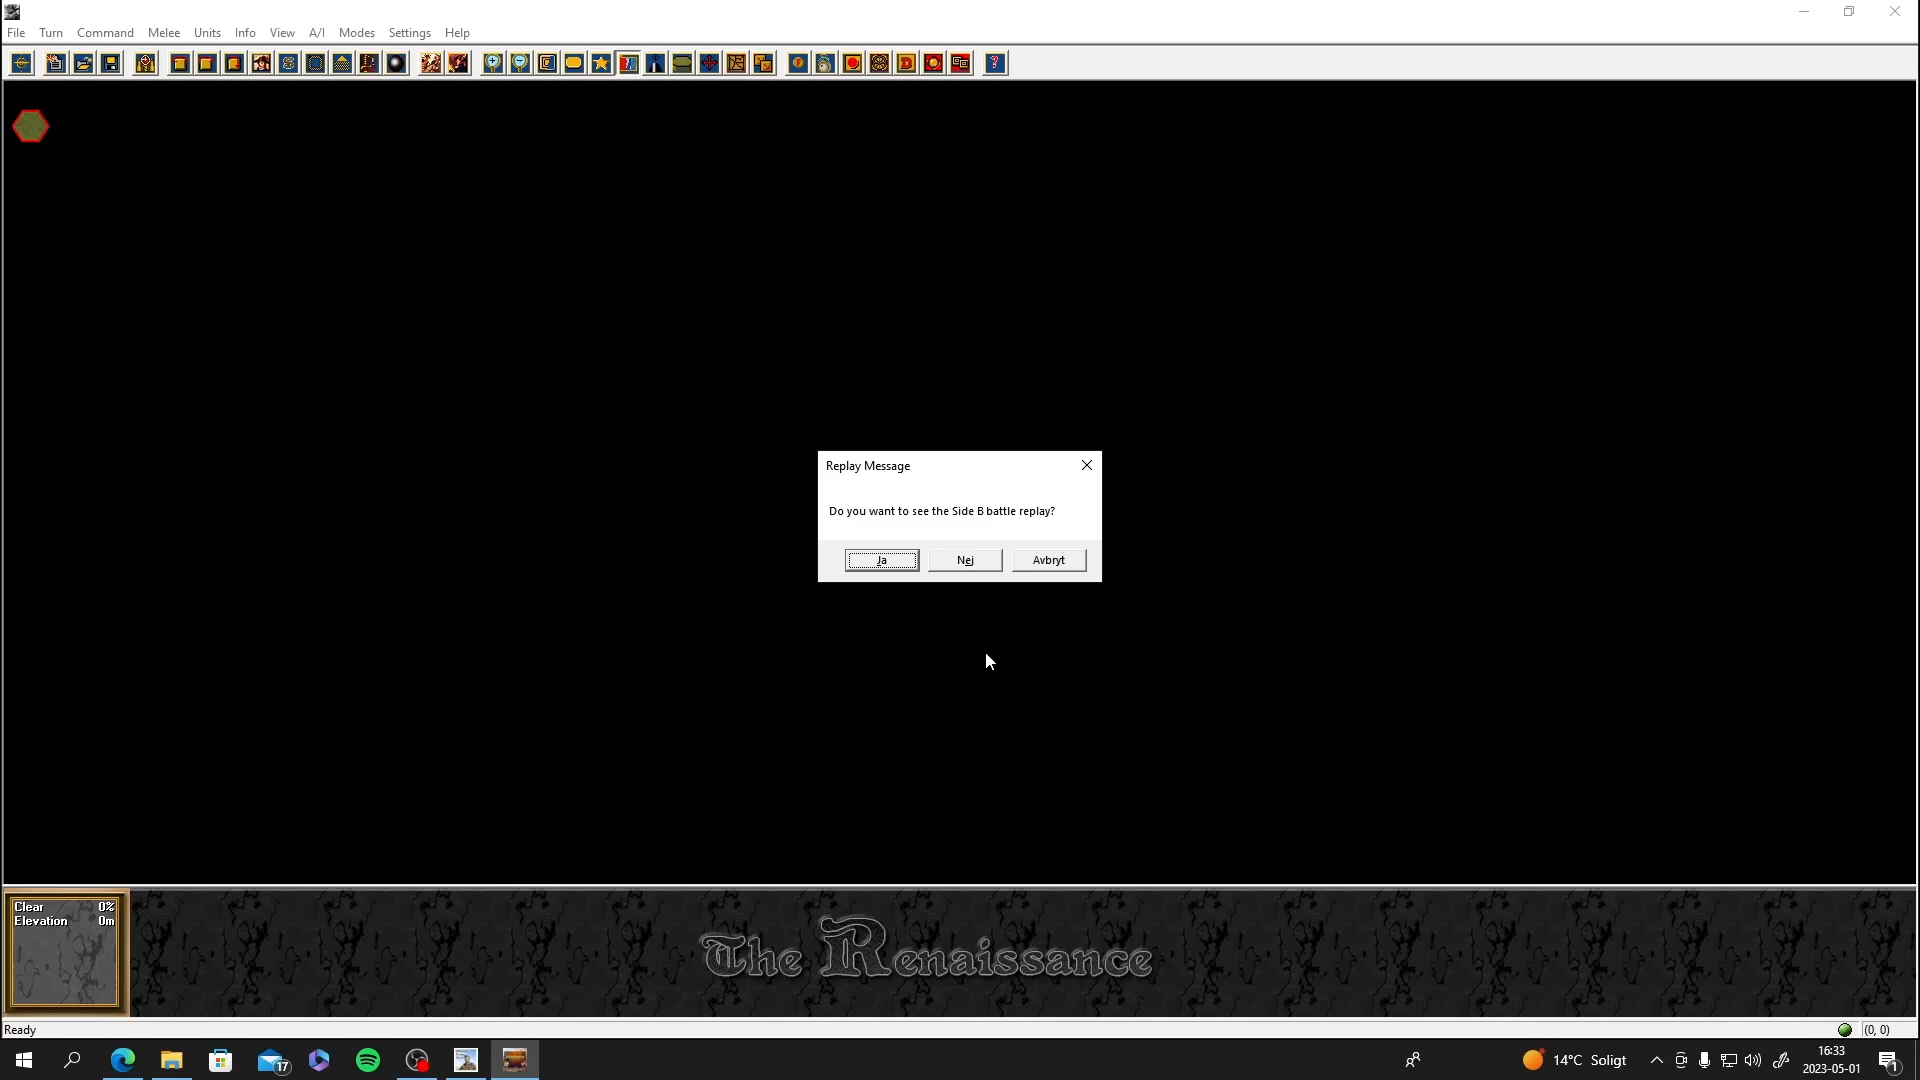 File Turn Command Melee Units Info View A/I Modes Settings Help
Replay Message
Do you want to see the Side B battle replay?
Ja Nej Avbryt
Clear 0%
Elevation 0m
The Renaissance
Ready (0, 0)
17 14°C Soligt 16:33 1
2023-05-01